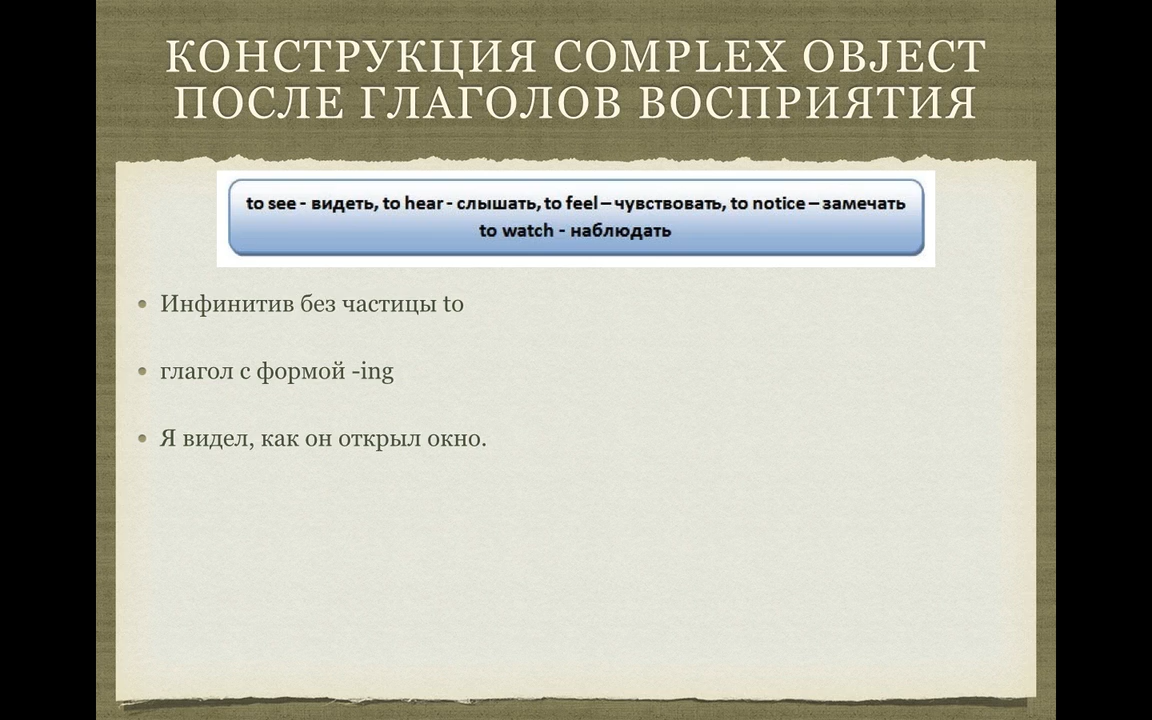 КОНСТРУКЦИЯ COMPLEX OBJECT
ПОСЛЕ ГЛАГОЛОВ ВОСПРИЯТИЯ
to see - видеть, to hear - слышать, to feel – чувствовать, to notice – замечать
to watch - наблюдать
• Инфинитив без частицы to
• глагол с формой -ing
• Я видел, как он открыл окно.